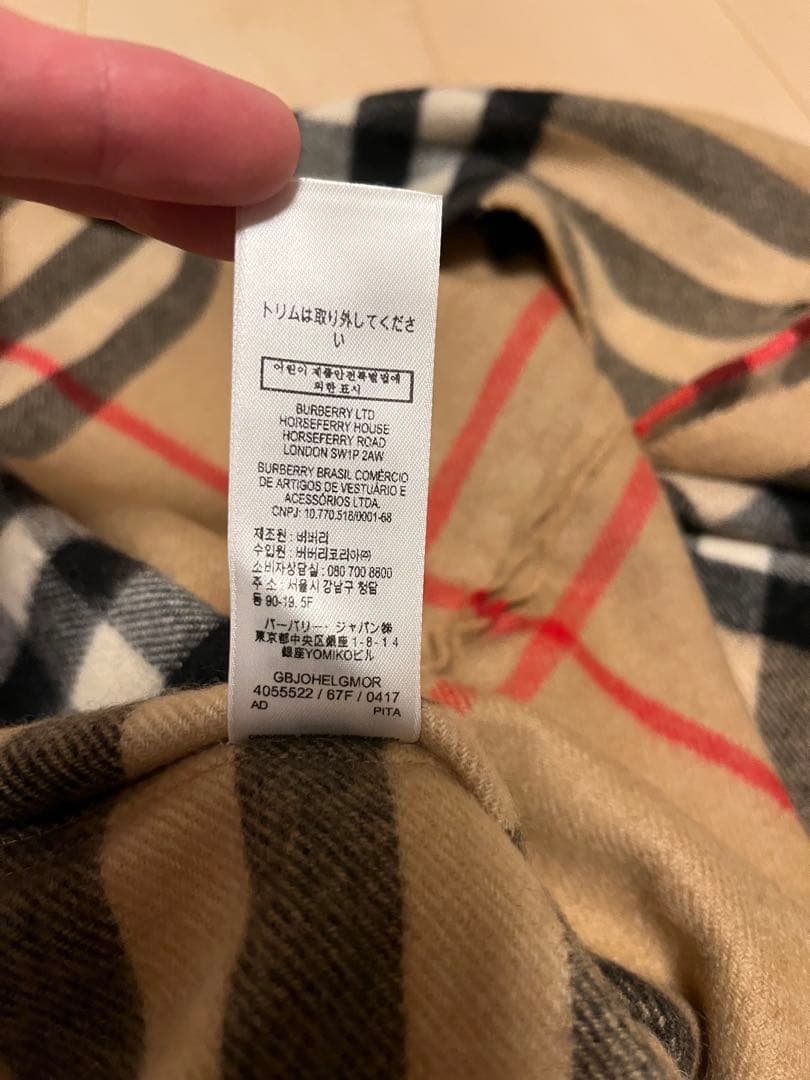 トリムは取り外してくださ
い
어린이 제품안전특별법에
의한 표시
BURBERRY LTD
HORSEFERRY HOUSE
HORSEFERRY ROAD
LONDON SW1P 2AW
BURBERRY BRASIL COMÉRCIO
DE ARTIGOS DE VESTUÁRIO E
ACESSÓRIOS LTDA.
CNPJ: 10.770.518/0001-68
제조원 : 버버리
수입원 : 버버리코리아㈜
소비자상담실 : 080 700 8800
주 소 : 서울시 강남구 청담
동 90-19. 5F
バーバリー・ジャパン㈱
東京都中央区銀座1-8-14
銀座YOMIKOビル
GBJOHELGMOR
4055522 / 67F / 0417
AD PITA